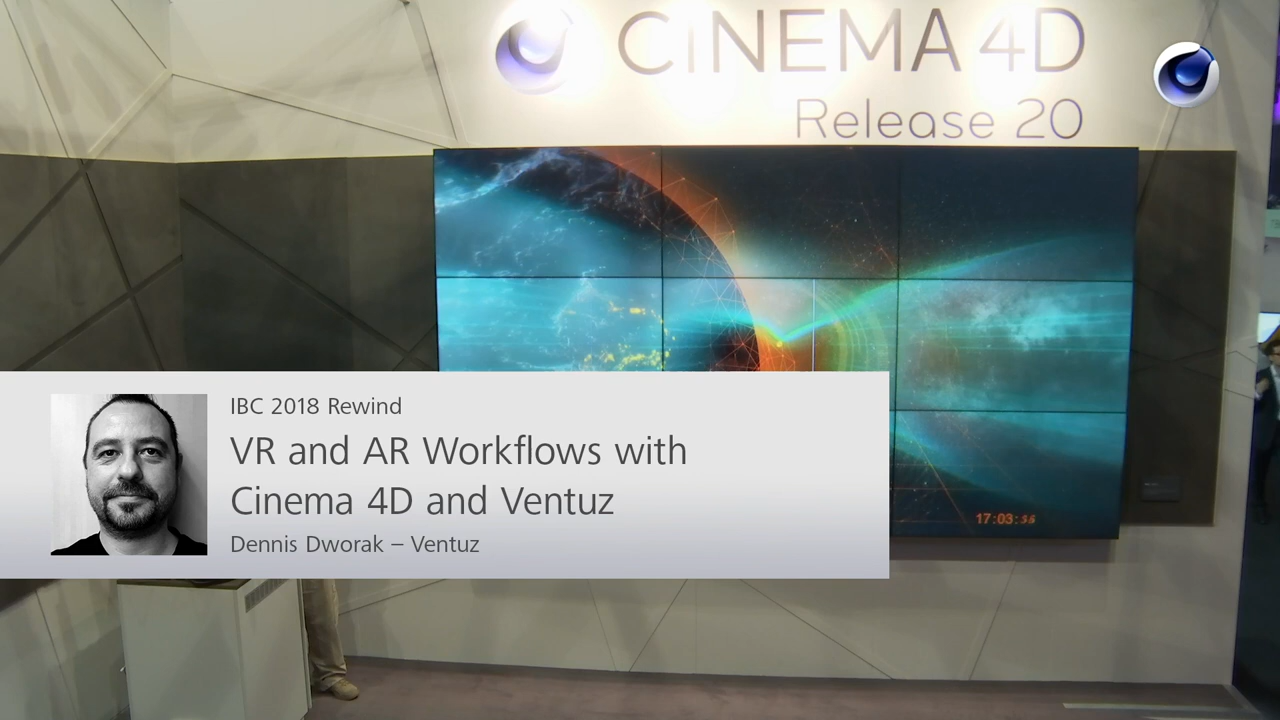 CINEMA 4D
Release 20
17:03:56
IBC 2018 Rewind
VR and AR Workflows with
Cinema 4D and Ventuz
Dennis Dworak – Ventuz